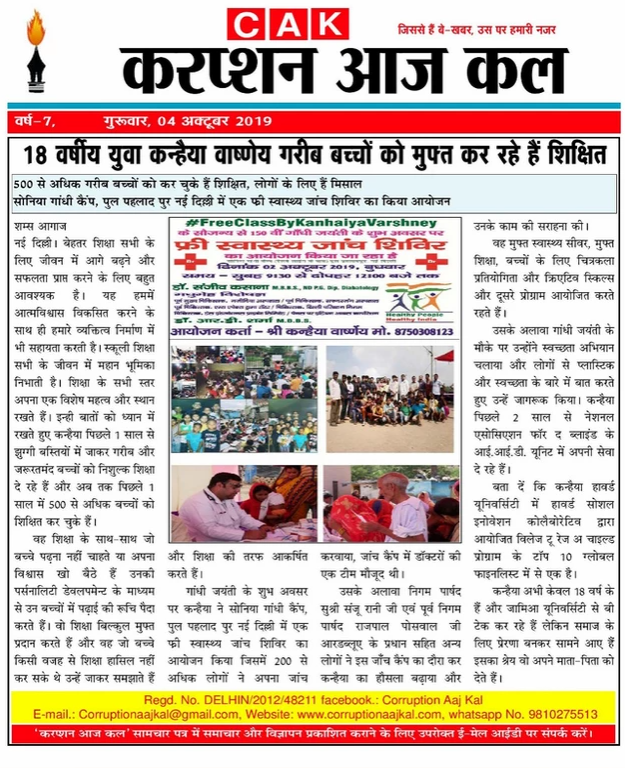 CAK
जिससे हैं बे-खबर, उस पर हमारी नजर
करप्शन आज कल
वर्ष-7, गुरूवार, 04 अक्टूबर 2019
18 वर्षीय युवा कन्हैया वाष्णेय गरीब बच्चों को मुफ्त कर रहे हैं शिक्षित
500 से अधिक गरीब बच्चों को कर चुके हैं शिक्षित, लोगों के लिए हैं मिसाल
सोनिया गांधी कैंप, पुल पहलाद पुर नई दिल्ली में एक फ्री स्वास्थ्य जांच शिविर का किया आयोजन
शम्स आगाज
नई दिल्ली। बेहतर शिक्षा सभी के
लिए जीवन में आगे बढ़ने और
सफलता प्राप्त करने के लिए बहुत
आवश्यक है। यह हममें
आत्मविश्वास विकसित करने के
साथ ही हमारे व्यक्तित्व निर्माण में
भी सहायता करती है। स्कूली शिक्षा
सभी के जीवन में महान भूमिका
निभाती है। शिक्षा के सभी स्तर
अपना एक विशेष महत्व और स्थान
रखते हैं। इन्ही बातों को ध्यान में
रखते हुए कन्हैया पिछले 1 साल से
झुग्गी बस्तियों में जाकर गरीब और
जरूरतमंद बच्चों को निशुल्क शिक्षा
दे रहे हैं और अब तक पिछले 1
साल में 500 से अधिक बच्चों को
शिक्षित कर चुके हैं।
वह शिक्षा के साथ-साथ जो
बच्चे पढ़ना नहीं चाहते या अपना
विश्वास खो बैठे हैं उनकी
पर्सनालिटी डेवलपमेंट के माध्यम
से उन बच्चों में पढ़ाई की रूचि पैदा
करते हैं। वो शिक्षा बिल्कुल मुफ्त
प्रदान करते हैं और वह जो बच्चे
किसी वजह से शिक्षा हासिल नहीं
कर सके थे उन्हें जाकर समझाते हैं
#FreeClassByKanhaiyaVarshney
के सौजन्य से 150 वीं गाँधी जयंती के शुभ अवसर पर
फ्री स्वास्थ्य जांच शिविर
का आयोजन किया जा रहा है
दिनांक 02 अक्टूबर 2019, बुधवार
समय - सुबह 9:30 से दोपहर 12:00 बजे तक
डॉ. संजीव कसाना M.B.B.S., ND P.G. Dip. Diabetology
डॉ. आर.डी. शर्मा M.D.B.S.
Healthy People
Healthy India
आयोजन कर्ता - श्री कन्हैया वाष्णेय मो. 8750308123
और शिक्षा की तरफ आकर्षित
करते हैं।
गांधी जयंती के शुभ अवसर
पर कन्हैया ने सोनिया गांधी कैंप,
पुल पहलाद पुर नई दिल्ली में एक
फ्री स्वास्थ्य जांच शिविर का
आयोजन किया जिसमें 200 से
अधिक लोगों ने अपना जांच
करवाया, जांच कैंप में डॉक्टरों की
एक टीम मौजूद थी।
उसके अलावा निगम पार्षद
सुश्री संजू रानी जी एवं पूर्व निगम
पार्षद राजपाल पोसवाल जी
आरडब्लूए के प्रधान सहित अन्य
लोगों ने इस जाँच कैंप का दौरा कर
कन्हैया का हौसला बढ़ाया और
उनके काम की सराहना की।
वह मुफ्त स्वास्थ्य सीवर, मुफ्त
शिक्षा, बच्चों के लिए चित्रकला
प्रतियोगिता और क्रिएटिव स्किल्स
और दूसरे प्रोग्राम आयोजित करते
रहते हैं।
उसके अलावा गांधी जयंती के
मौके पर उन्होंने स्वच्छता अभियान
चलाया और लोगों से प्लास्टिक
और स्वच्छता के बारे में बात करते
हुए उन्हें जागरूक किया। कन्हैया
पिछले 2 साल से नेशनल
एसोसिएशन फॉर द ब्लाइंड के
आई.आई.डी. यूनिट में अपनी सेवा
दे रहे हैं।
बता दें कि कन्हैया हावर्ड
यूनिवर्सिटी में हावर्ड सोशल
इनोवेशन कोलैबोरेटिव द्वारा
आयोजित विलेज टू रेज अ चाइल्ड
प्रोग्राम के टॉप 10 ग्लोबल
फाइनलिस्ट में से एक है।
कन्हैया अभी केवल 18 वर्ष के
हैं और जामिआ यूनिवर्सिटी से बी
टेक कर रहे हैं लेकिन समाज के
लिए प्रेरणा बनकर सामने आए हैं
इसका श्रेय वो अपने माता-पिता को
देते हैं।
Regd. No. DELHIN/2012/48211 facebook.: Corruption Aaj Kal
E-mail.: Corruptionaajkal@gmail.com, Website: www.corruptionaajkal.com, whatsapp No. 9810275513
'करप्शन आज कल' सामचार पत्र में समाचार और विज्ञापन प्रकाशित कराने के लिए उपरोक्त ई-मेल आईडी पर संपर्क करें।